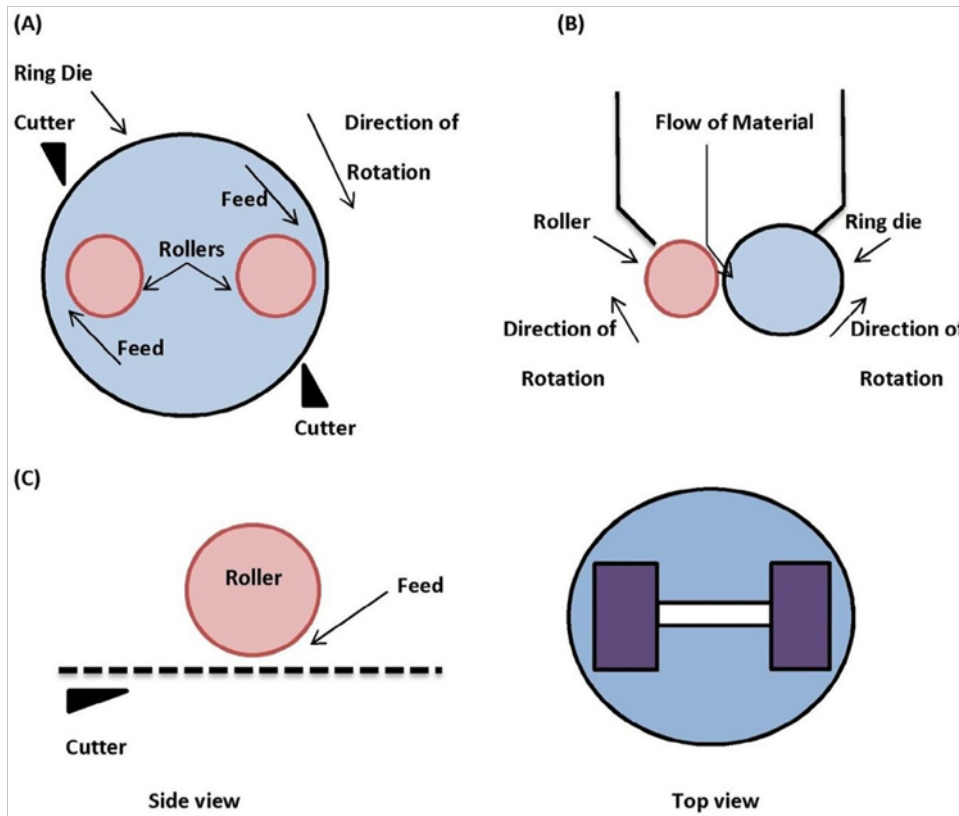 (A)
Ring Die
Cutter
Direction of
Rotation
Feed
Rollers
Feed
Cutter
(B)
Flow of Material
Roller
Ring die
Direction of
Rotation
Direction of
Rotation
(C)
Roller
Feed
Cutter
Side view
Top view